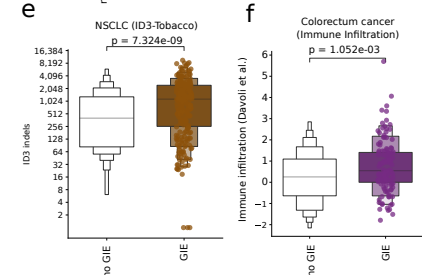 e
NSCLC (ID3-Tobacco)
p = 7.324e-09
ID3 indels
16,384
8,192
4,096
2,048
1,024
512
256
128
64
32
16
8
4
2
no GIE
GIE
f
Colorectum cancer
(Immune Infiltration)
p = 1.052e-03
Immune infiltration (Davoli et al.)
6
5
4
3
2
1
0
−1
−2
no GIE
GIE